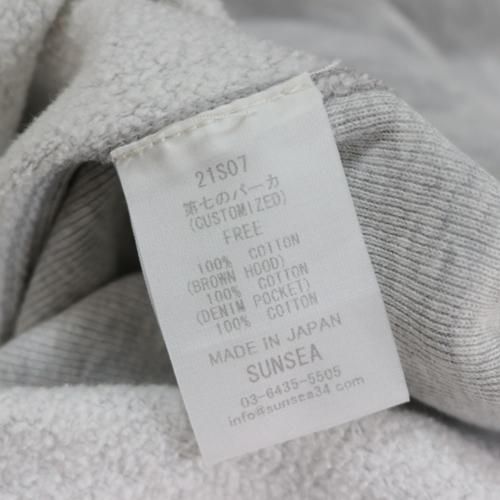 21S07
第七のパーカ
(CUSTOMIZED)
FREE
100% COTTON
(BROWN HOOD)
100% COTTON
(DENIM POCKET)
100% COTTON
MADE IN JAPAN
SUNSEA
03-6435-5505
info@sunsea34.com